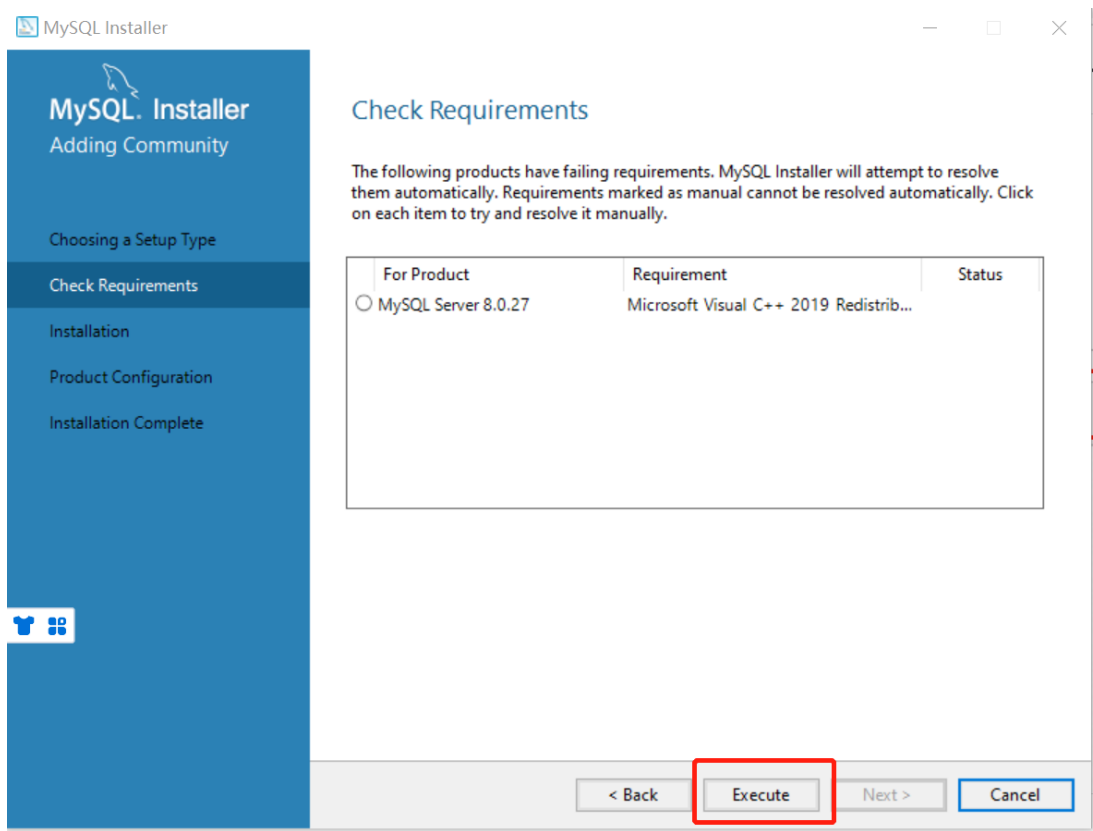 MySQL Installer
MySQL. Installer
Adding Community
Choosing a Setup Type
Check Requirements
Installation
Product Configuration
Installation Complete
Check Requirements
The following products have failing requirements. MySQL Installer will attempt to resolve
them automatically. Requirements marked as manual cannot be resolved automatically. Click
on each item to try and resolve it manually.
For Product Requirement Status
MySQL Server 8.0.27 Microsoft Visual C++ 2019 Redistrib...
< Back Execute Next > Cancel